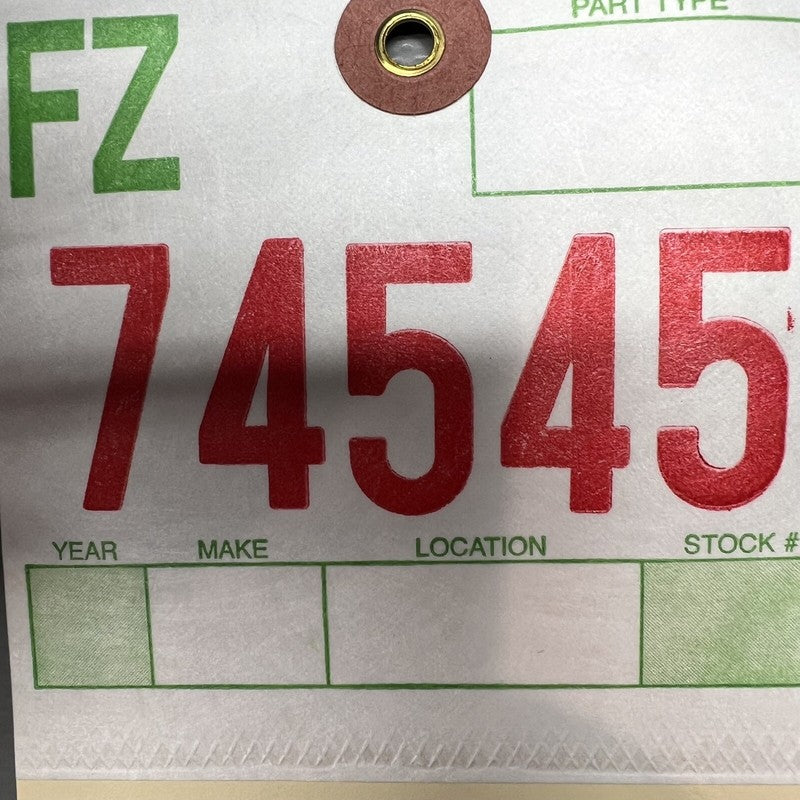 PART TYPE
FZ
74545
YEAR MAKE LOCATION STOCK #